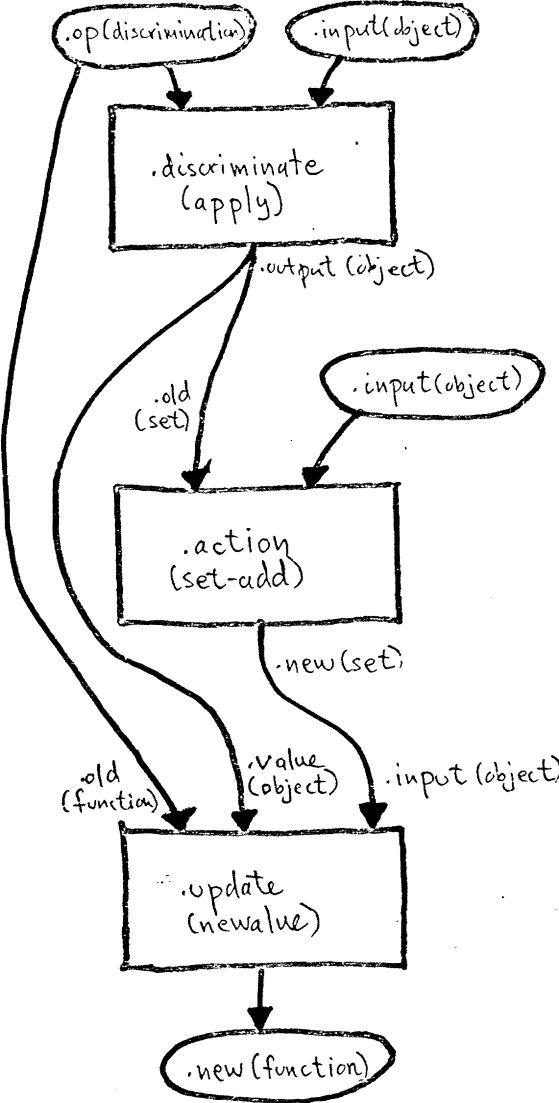 .op(discrimination)
.input(object)
.discriminate
(apply)
.output (object)
.input(object)
.old
(set)
.action
(set-add)
.new(set)
.old
(function)
.value
(object)
.input (object)
.update
(newalue)
.new(function)